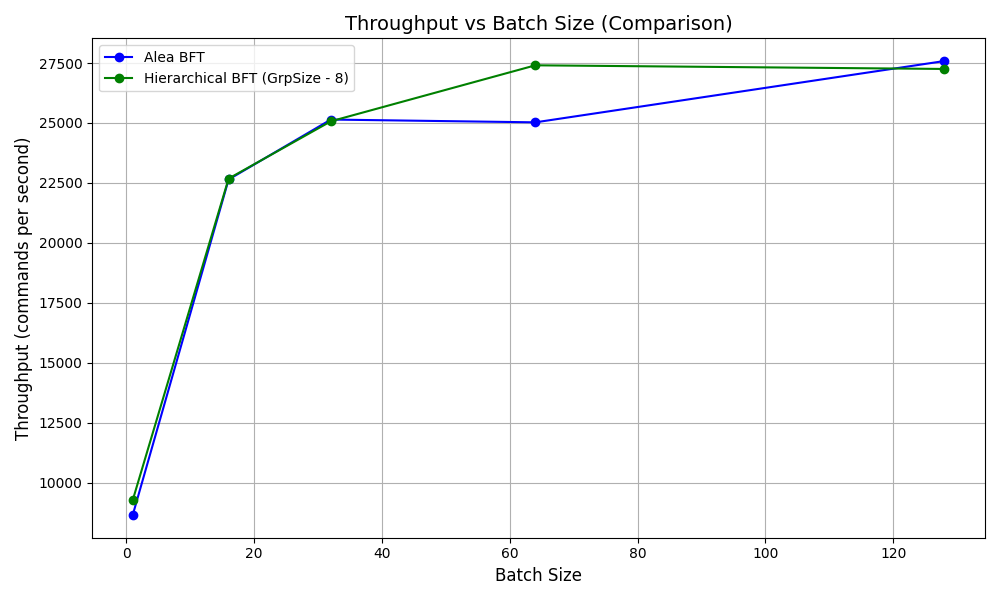 Throughput vs Batch Size (Comparison)
Alea BFT
Hierarchical BFT (GrpSize - 8)
Throughput (commands per second)
27500
25000
22500
20000
17500
15000
12500
10000
0 20 40 60 80 100 120
Batch Size